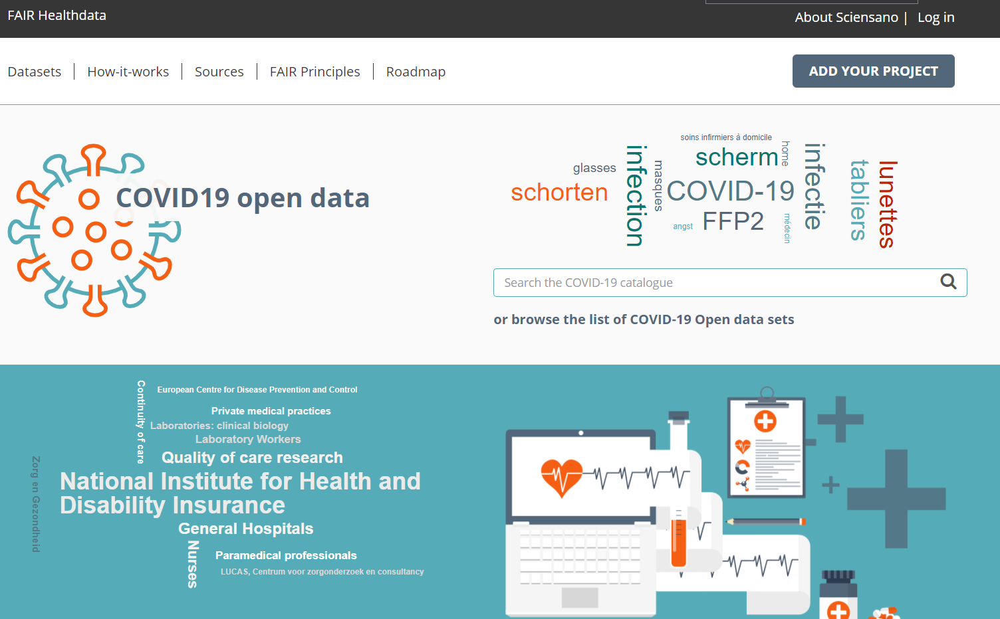 FAIR Healthdata
About Sciensano | Log in
Datasets | How-it-works | Sources | FAIR Principles | Roadmap
ADD YOUR PROJECT
COVID19 open data
soins infirmiers à domicile
glasses
schorten
infection
masques
scherm
home
COVID-19
FFP2
angst
médecin
infectie
tabliers
lunettes
Search the COVID-19 catalogue
or browse the list of COVID-19 Open data sets
Continuity of care
European Centre for Disease Prevention and Control
Private medical practices
Laboratories: clinical biology
Laboratory Workers
Quality of care research
Zorg en Gezondheid
National Institute for Health and
Disability Insurance
General Hospitals
Nurses
Paramedical professionals
LUCAS, Centrum voor zorgonderzoek en consultancy